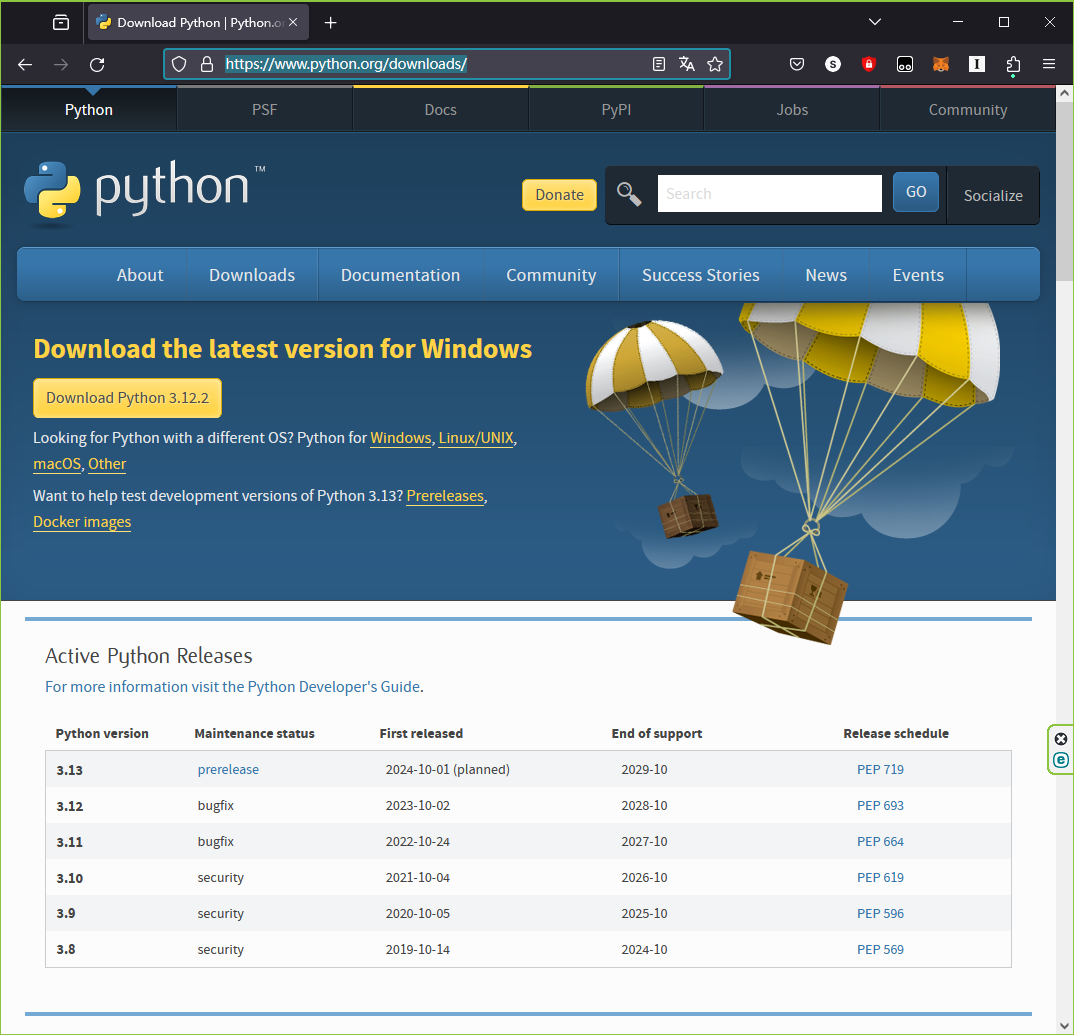 Download Python | Python.o
https://www.python.org/downloads/
S
I
Python PSF Docs PyPI Jobs Community
python™
Donate Search GO Socialize
About Downloads Documentation Community Success Stories News Events
Download the latest version for Windows
Download Python 3.12.2
Looking for Python with a different OS? Python for Windows, Linux/UNIX,
macOS, Other
Want to help test development versions of Python 3.13? Prereleases,
Docker images
Active Python Releases
For more information visit the Python Developer's Guide.
Python version Maintenance status First released End of support Release schedule
3.13 prerelease 2024-10-01 (planned) 2029-10 PEP 719
3.12 bugfix 2023-10-02 2028-10 PEP 693
3.11 bugfix 2022-10-24 2027-10 PEP 664
3.10 security 2021-10-04 2026-10 PEP 619
3.9 security 2020-10-05 2025-10 PEP 596
3.8 security 2019-10-14 2024-10 PEP 569
e